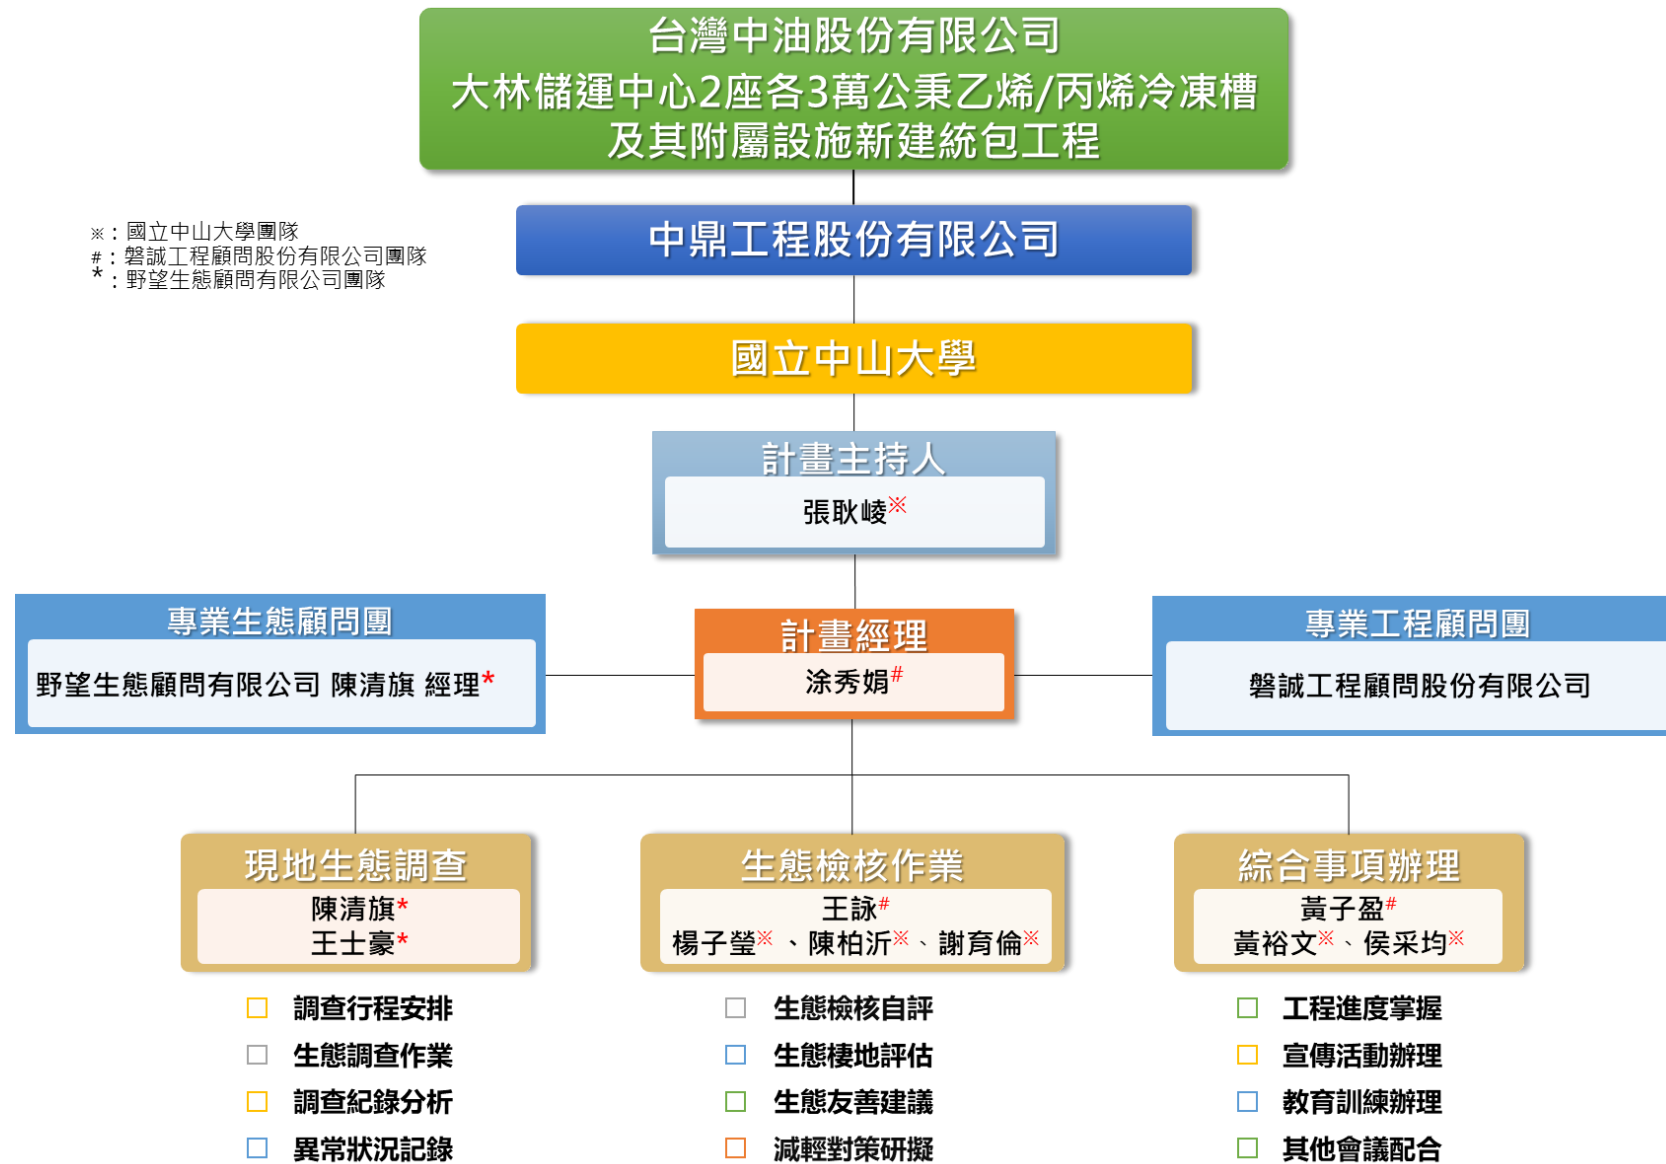 台灣中油股份有限公司
大林儲運中心2座各3萬公秉乙烯/丙烯冷凍槽
及其附屬設施新建統包工程
※：國立中山大學團隊
#：磐誠工程顧問股份有限公司團隊
*：野望生態顧問有限公司團隊
中鼎工程股份有限公司
國立中山大學
計畫主持人
張耿崚※
專業生態顧問團
野望生態顧問有限公司 陳清旗 經理*
計畫經理
涂秀娟#
專業工程顧問團
磐誠工程顧問股份有限公司
現地生態調查
陳清旗*
王士豪*
調查行程安排
生態調查作業
調查紀錄分析
異常狀況記錄
生態檢核作業
王詠#
楊子瑩※、陳柏沂※、謝育倫※
生態檢核自評
生態棲地評估
生態友善建議
減輕對策研擬
綜合事項辦理
黃子盈#
黃裕文※、侯采均※
工程進度掌握
宣傳活動辦理
教育訓練辦理
其他會議配合